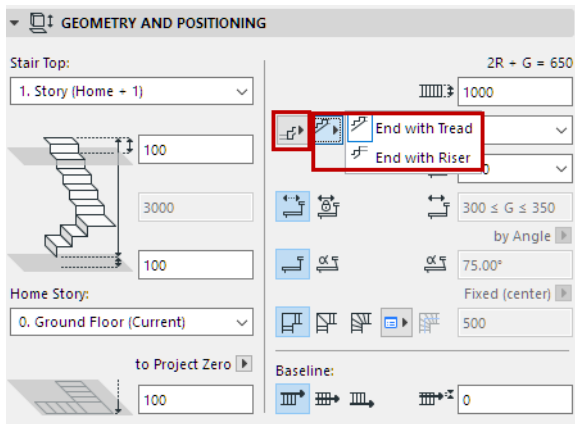 GEOMETRY AND POSITIONING
Stair Top:
1. Story (Home + 1)
100
3000
100
Home Story:
0. Ground Floor (Current)
to Project Zero
100
2R + G = 650
1000
End with Tread
End with Riser
300 ≤ G ≤ 350
by Angle
75.00°
Fixed (center)
500
Baseline:
0